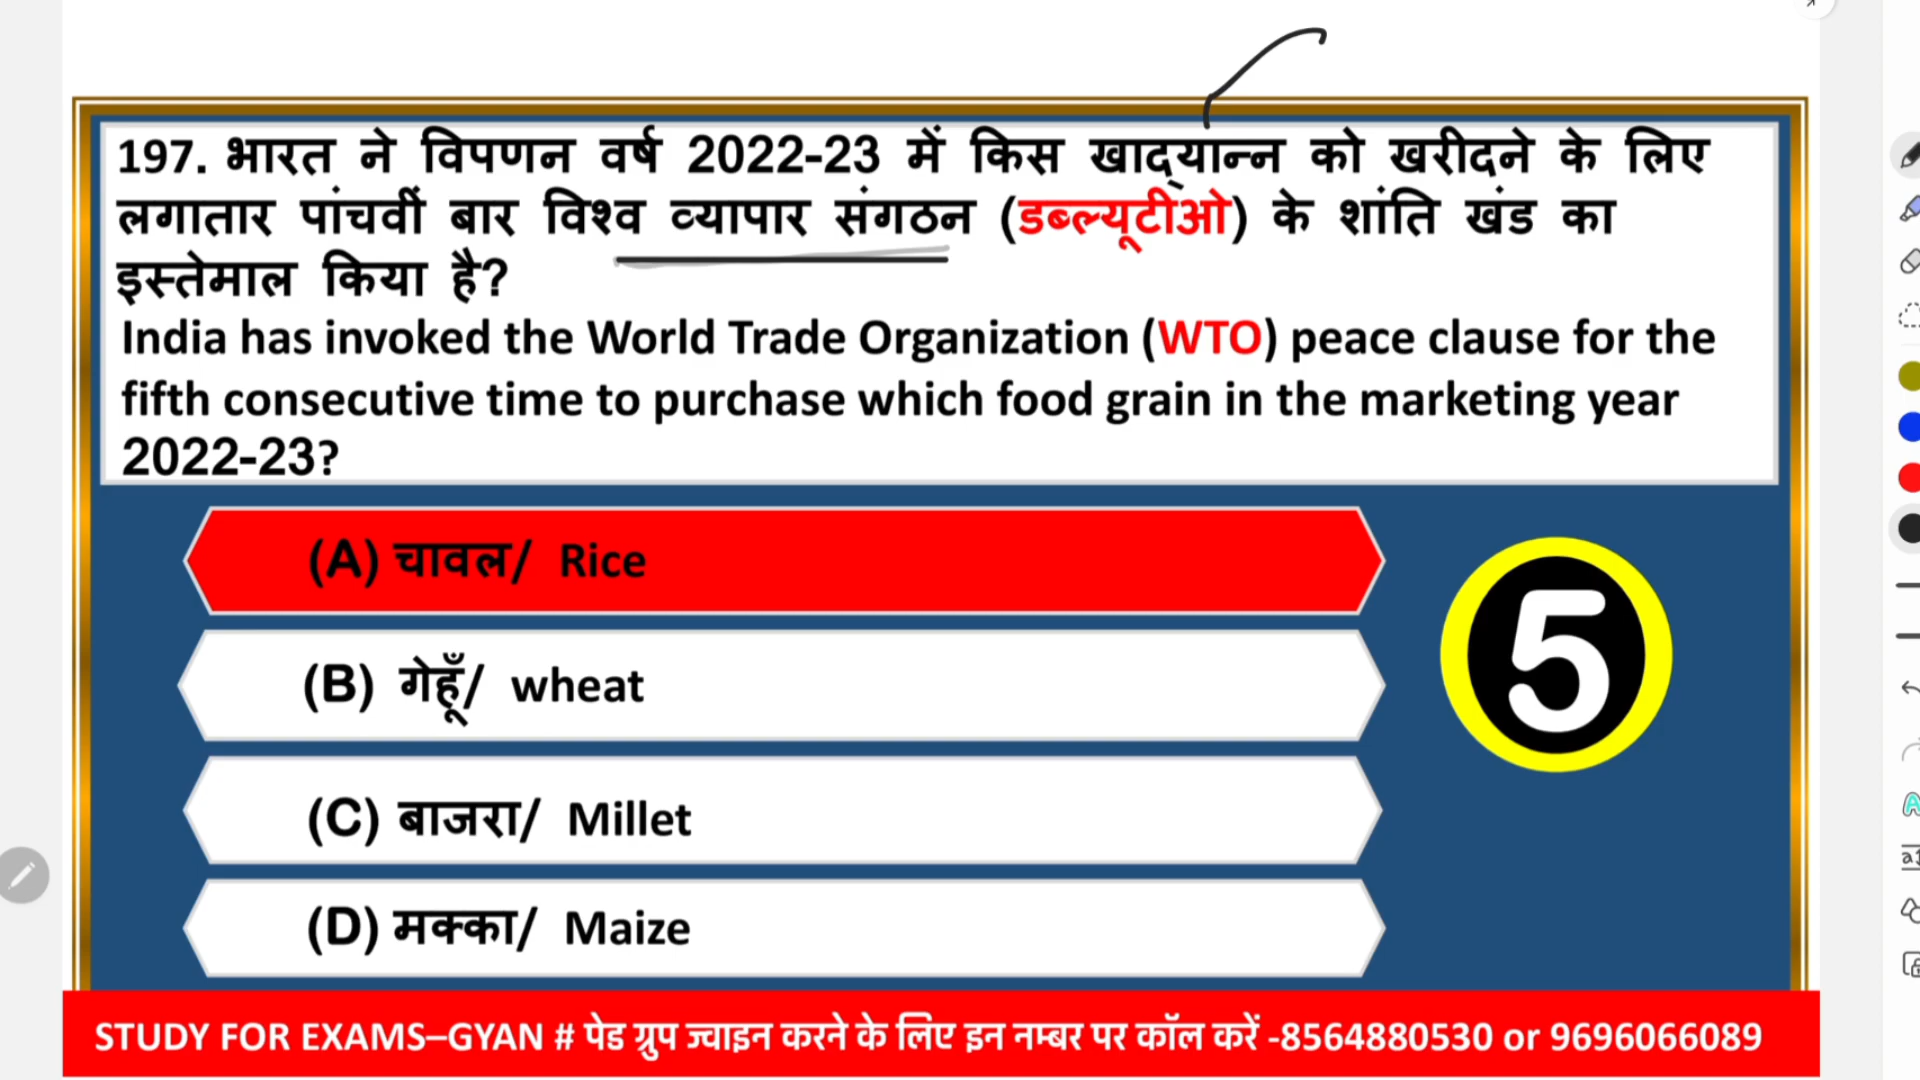 197. भारत ने विपणन वर्ष 2022-23 में किस खाद्यान्न को खरीदने के लिए
लगातार पांचवीं बार विश्व व्यापार संगठन (डब्ल्यूटीओ) के शांति खंड का
इस्तेमाल किया है?
India has invoked the World Trade Organization (WTO) peace clause for the
fifth consecutive time to purchase which food grain in the marketing year
2022-23?
(A) चावल/ Rice
(B) गेहूँ/ wheat
(C) बाजरा/ Millet
(D) मक्का/ Maize
5
STUDY FOR EXAMS–GYAN # पेड ग्रुप ज्वाइन करने के लिए इन नम्बर पर कॉल करें -8564880530 or 9696066089